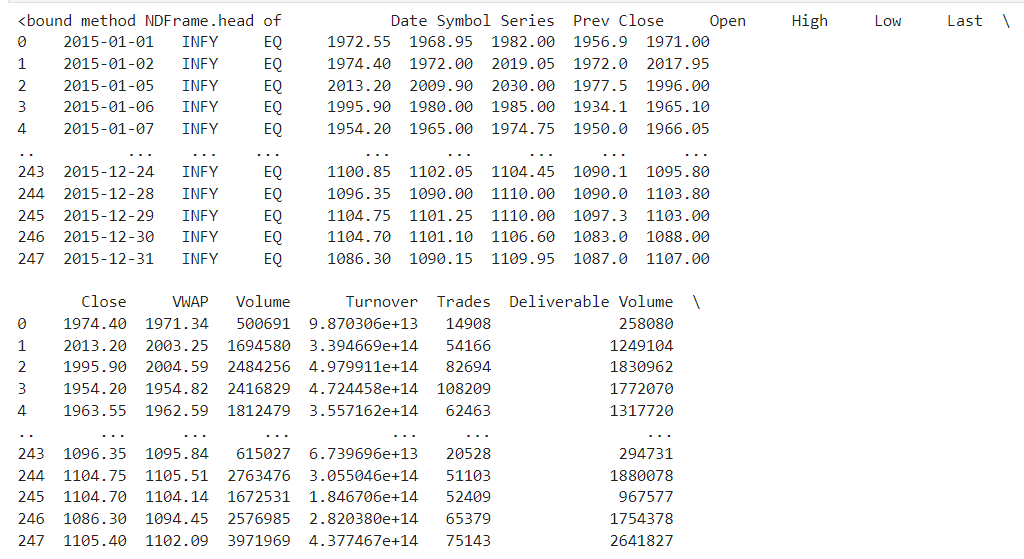 <bound method NDFrame.head of            Date Symbol Series  Prev Close     Open     High     Low     Last  \
0    2015-01-01   INFY     EQ     1972.55  1968.95  1982.00  1956.9  1971.00
1    2015-01-02   INFY     EQ     1974.40  1972.00  2019.05  1972.0  2017.95
2    2015-01-05   INFY     EQ     2013.20  2009.90  2030.00  1977.5  1996.00
3    2015-01-06   INFY     EQ     1995.90  1980.00  1985.00  1934.1  1965.10
4    2015-01-07   INFY     EQ     1954.20  1965.00  1974.75  1950.0  1966.05
..          ...    ...    ...         ...      ...      ...     ...      ...
243  2015-12-24   INFY     EQ     1100.85  1102.05  1104.45  1090.1  1095.80
244  2015-12-28   INFY     EQ     1096.35  1090.00  1110.00  1090.0  1103.80
245  2015-12-29   INFY     EQ     1104.75  1101.25  1110.00  1097.3  1103.00
246  2015-12-30   INFY     EQ     1104.70  1101.10  1106.60  1083.0  1088.00
247  2015-12-31   INFY     EQ     1086.30  1090.15  1109.95  1087.0  1107.00
       Close     VWAP   Volume      Turnover  Trades  Deliverable Volume  \
0    1974.40  1971.34   500691  9.870306e+13   14908              258080
1    2013.20  2003.25  1694580  3.394669e+14   54166             1249104
2    1995.90  2004.59  2484256  4.979911e+14   82694             1830962
3    1954.20  1954.82  2416829  4.724458e+14  108209             1772070
4    1963.55  1962.59  1812479  3.557162e+14   62463             1317720
..       ...      ...      ...           ...     ...                 ...
243  1096.35  1095.84   615027  6.739696e+13   20528              294731
244  1104.75  1105.51  2763476  3.055046e+14   51103             1880078
245  1104.70  1104.14  1672531  1.846706e+14   52409              967577
246  1086.30  1094.45  2576985  2.820380e+14   65379             1754378
247  1105.40  1102.09  3971969  4.377467e+14   75143             2641827